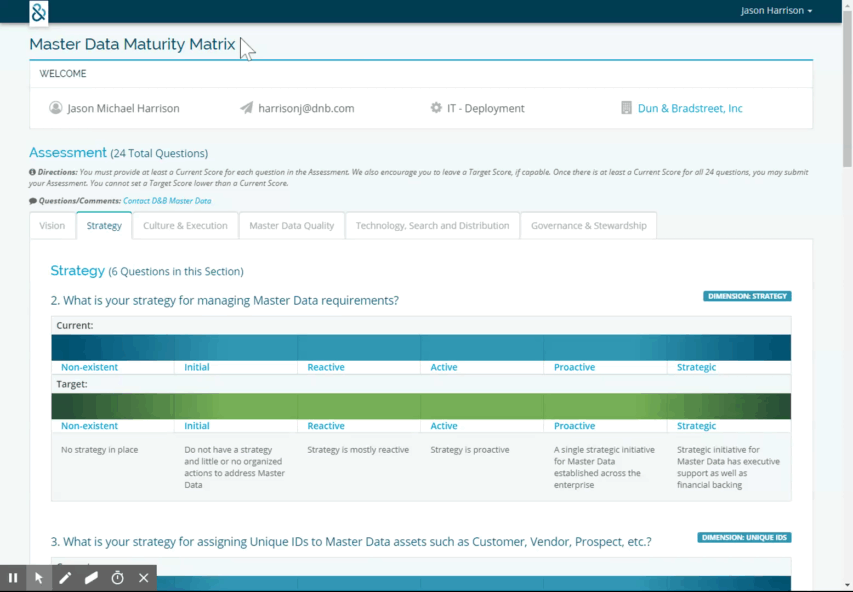 &
Jason Harrison
Master Data Maturity Matrix
WELCOME
Jason Michael Harrison
harrisonj@dnb.com
IT - Deployment
Dun & Bradstreet, Inc
Assessment (24 Total Questions)
Directions: You must provide at least a Current Score for each question in the Assessment. We also encourage you to leave a Target Score, if capable. Once there is at least a Current Score for all 24 questions, you may submit
your Assessment. You cannot set a Target Score lower than a Current Score.
Questions/Comments: Contact D&B Master Data
Vision Strategy Culture & Execution Master Data Quality Technology, Search and Distribution Governance & Stewardship
Strategy (6 Questions in this Section)
DIMENSION: STRATEGY
2. What is your strategy for managing Master Data requirements?
Current:
Non-existent Initial Reactive Active Proactive Strategic
Target:
Non-existent Initial Reactive Active Proactive Strategic
No strategy in place
Do not have a strategy
and little or no organized
actions to address Master
Data
Strategy is mostly reactive
Strategy is proactive
A single strategic initiative
for Master Data
established across the
enterprise
Strategic initiative for
Master Data has executive
support as well as
financial backing
DIMENSION: UNIQUE IDS
3. What is your strategy for assigning Unique IDs to Master Data assets such as Customer, Vendor, Prospect, etc.?